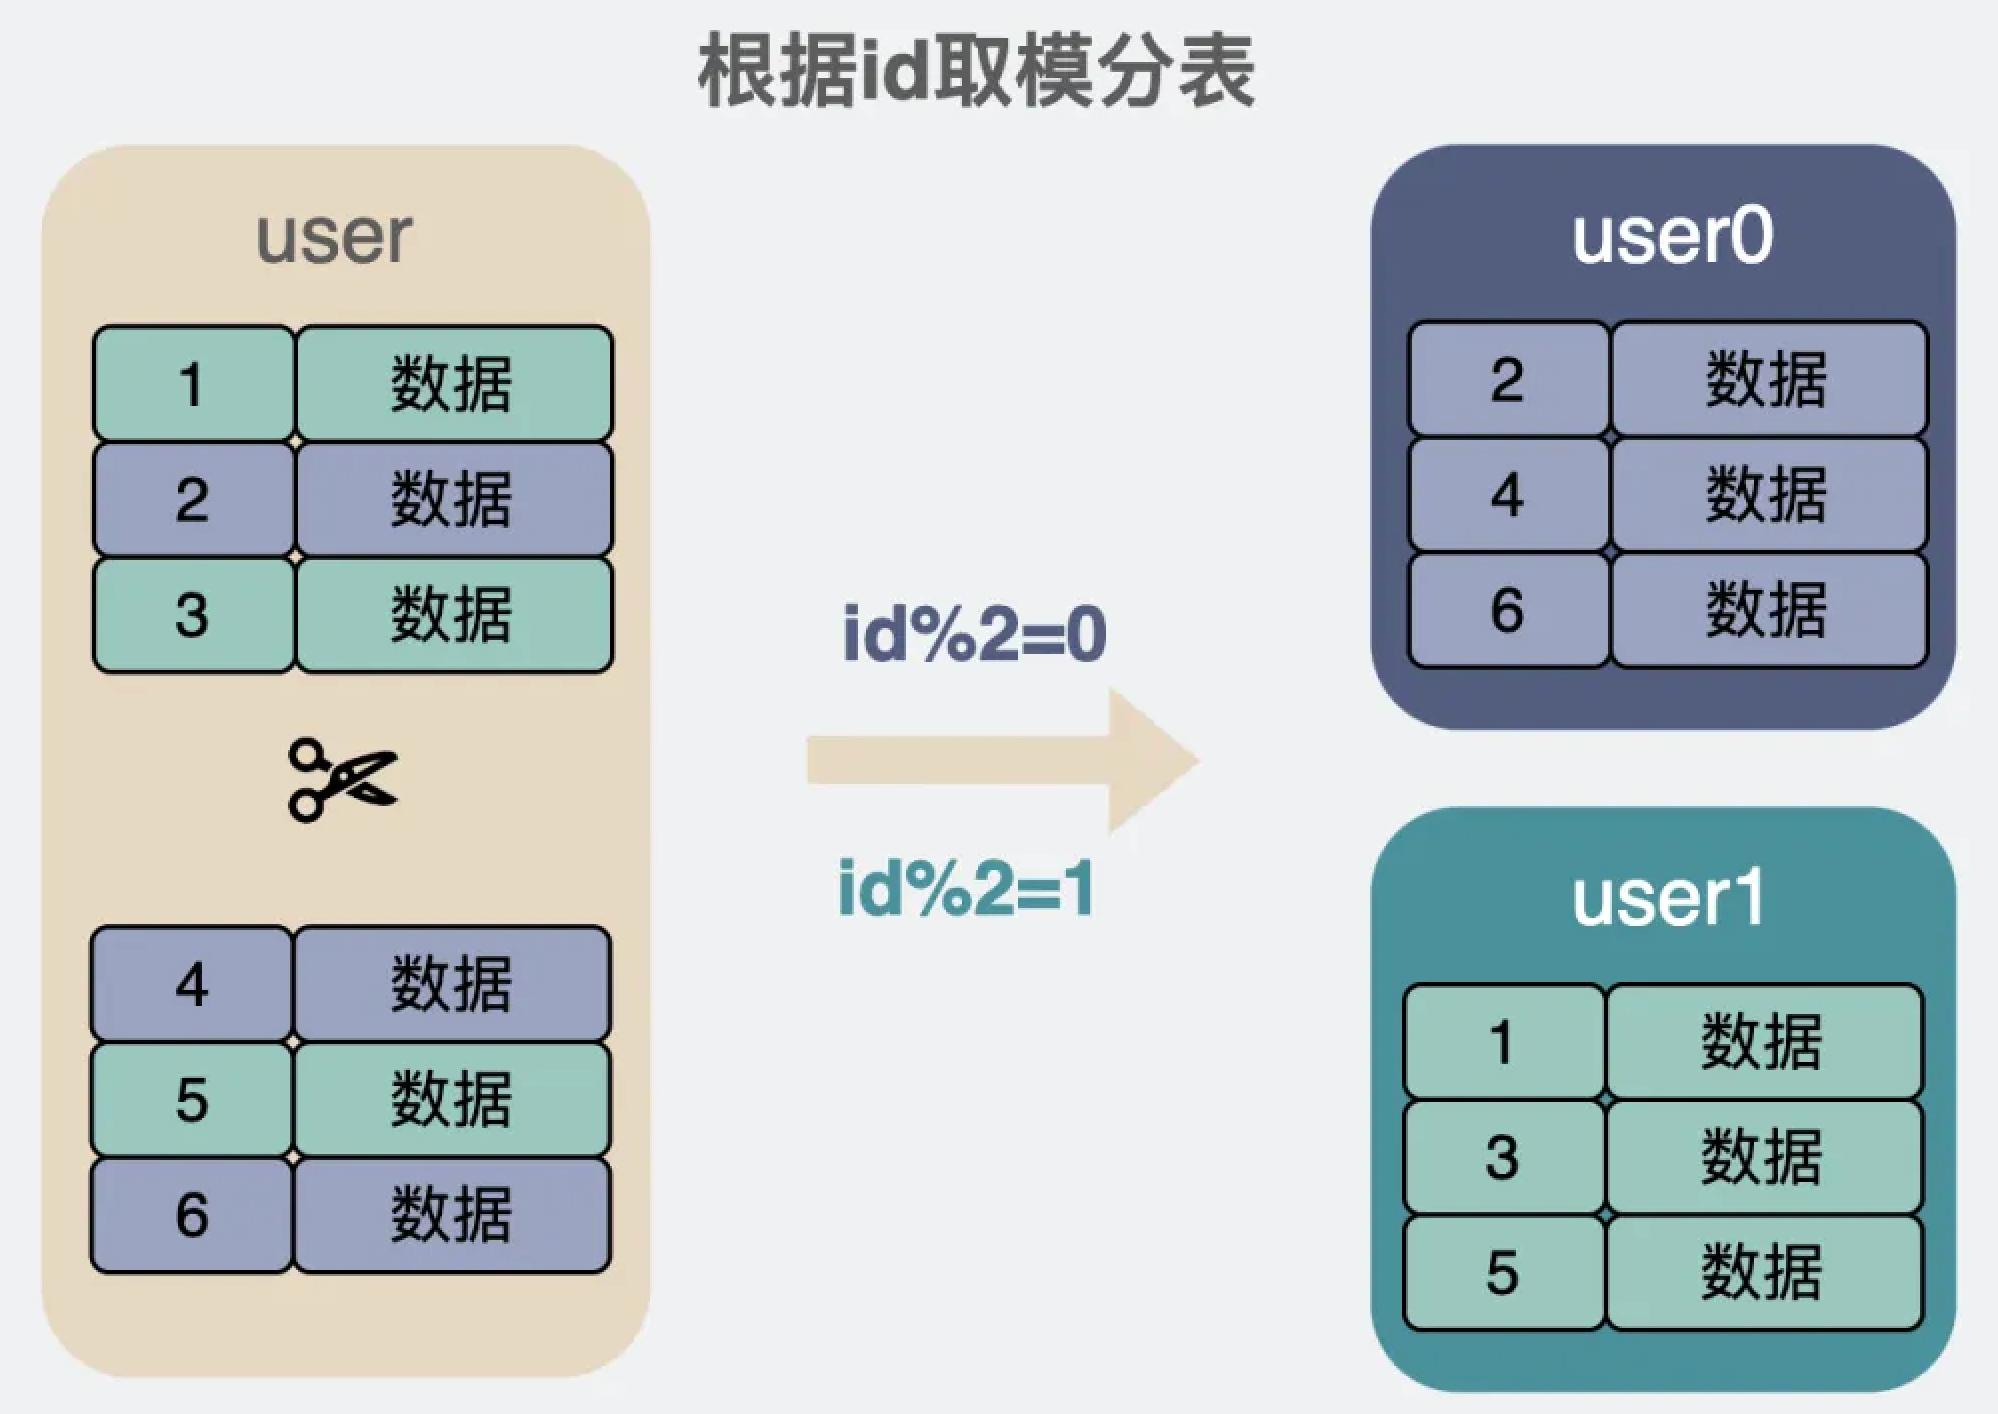 根据id取模分表
user
1 数据
2 数据
3 数据
4 数据
5 数据
6 数据
id%2=0
id%2=1
user0
2 数据
4 数据
6 数据
user1
1 数据
3 数据
5 数据